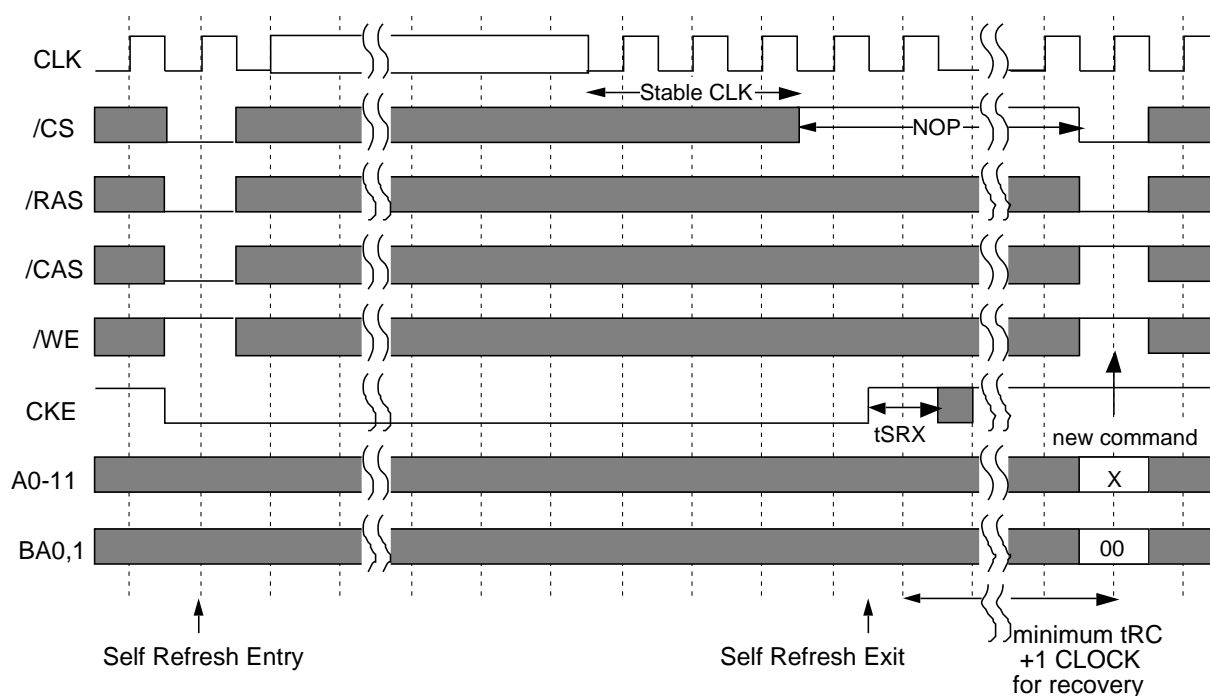 CLK
Stable CLK
/CS
NOP
/RAS
/CAS
/WE
CKE
tSRX
new command
A0-11
X
BA0,1
00
Self Refresh Entry
Self Refresh Exit
minimum tRC
+1 CLOCK
for recovery